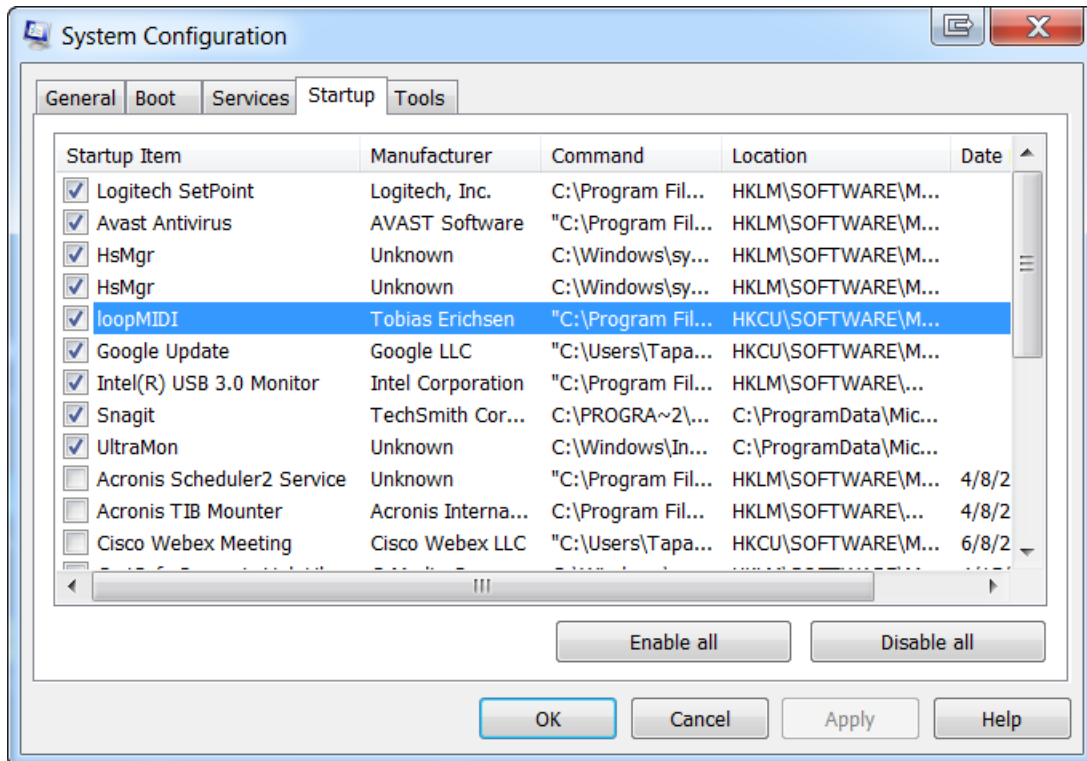 System Configuration
General Boot Services Startup Tools
Startup Item Manufacturer Command Location Date
Logitech SetPoint Logitech, Inc. C:\Program Fil... HKLM\SOFTWARE\M...
Avast Antivirus AVAST Software "C:\Program Fil... HKLM\SOFTWARE\M...
HsMgr Unknown C:\Windows\sy... HKLM\SOFTWARE\M...
HsMgr Unknown C:\Windows\sy... HKLM\SOFTWARE\M...
loopMIDI Tobias Erichsen "C:\Program Fil... HKCU\SOFTWARE\M...
Google Update Google LLC "C:\Users\Tapa... HKCU\SOFTWARE\M...
Intel(R) USB 3.0 Monitor Intel Corporation "C:\Program Fil... HKLM\SOFTWARE\...
Snagit TechSmith Cor... C:\PROGRA~2\... C:\ProgramData\Mic...
UltraMon Unknown C:\Windows\In... C:\ProgramData\Mic...
Acronis Scheduler2 Service Unknown "C:\Program Fil... HKLM\SOFTWARE\M... 4/8/2
Acronis TIB Mounter Acronis Interna... C:\Program Fil... HKLM\SOFTWARE\... 4/8/2
Cisco Webex Meeting Cisco Webex LLC "C:\Users\Tapa... HKCU\SOFTWARE\M... 6/8/2
Enable all Disable all
OK Cancel Apply Help